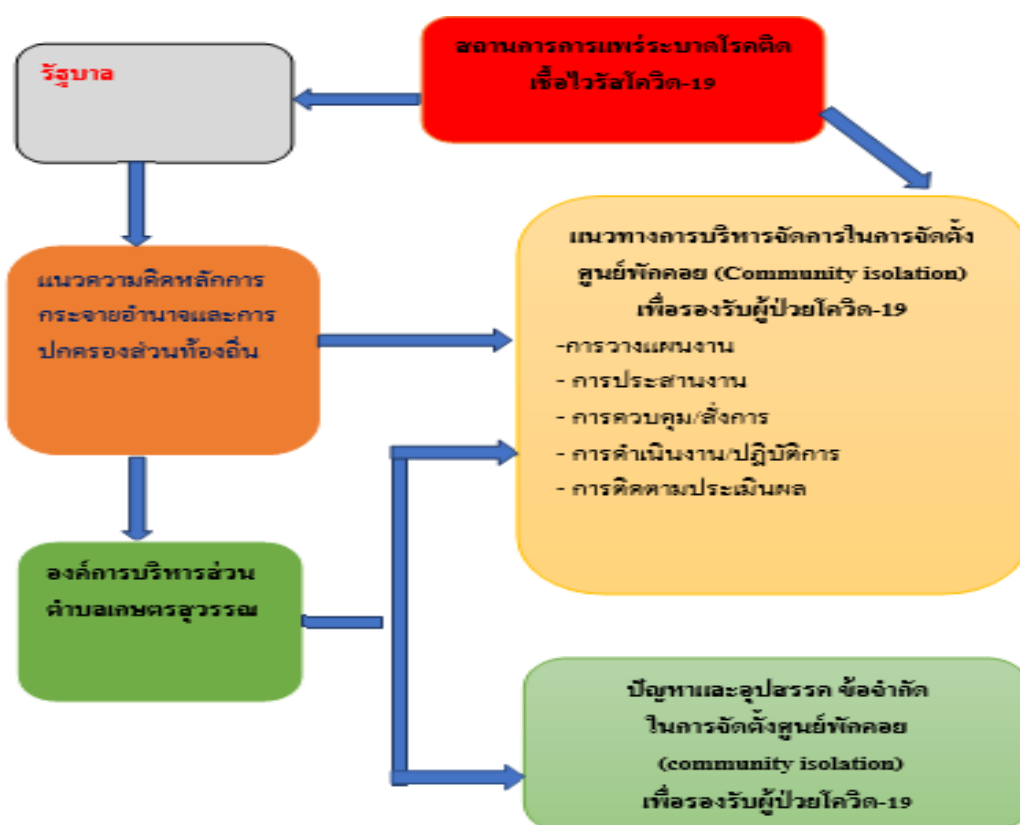 สถานการการแพร่ระบาดโรคติด
เชื้อไวรัสโควิด-19
รัฐบาล
แนวทางการบริหารจัดการในการจัดตั้ง
ศูนย์พักคอย (Community isolation)
เพื่อรองรับผู้ป่วยโควิด-19
-การวางแผนงาน
- การประสานงาน
- การควบคุม/สั่งการ
- การดำเนินงาน/ปฏิบัติการ
- การติดตามประเมินผล
แนวความคิดหลักการ
กระจายอำนาจและการ
ปกครองส่วนท้องถิ่น
องค์การบริหารส่วน
ตำบลเกษตรสุวรรณ
ปัญหาและอุปสรรค ข้อจำกัด
ในการจัดตั้งศูนย์พักคอย
(community isolation)
เพื่อรองรับผู้ป่วยโควิด-19